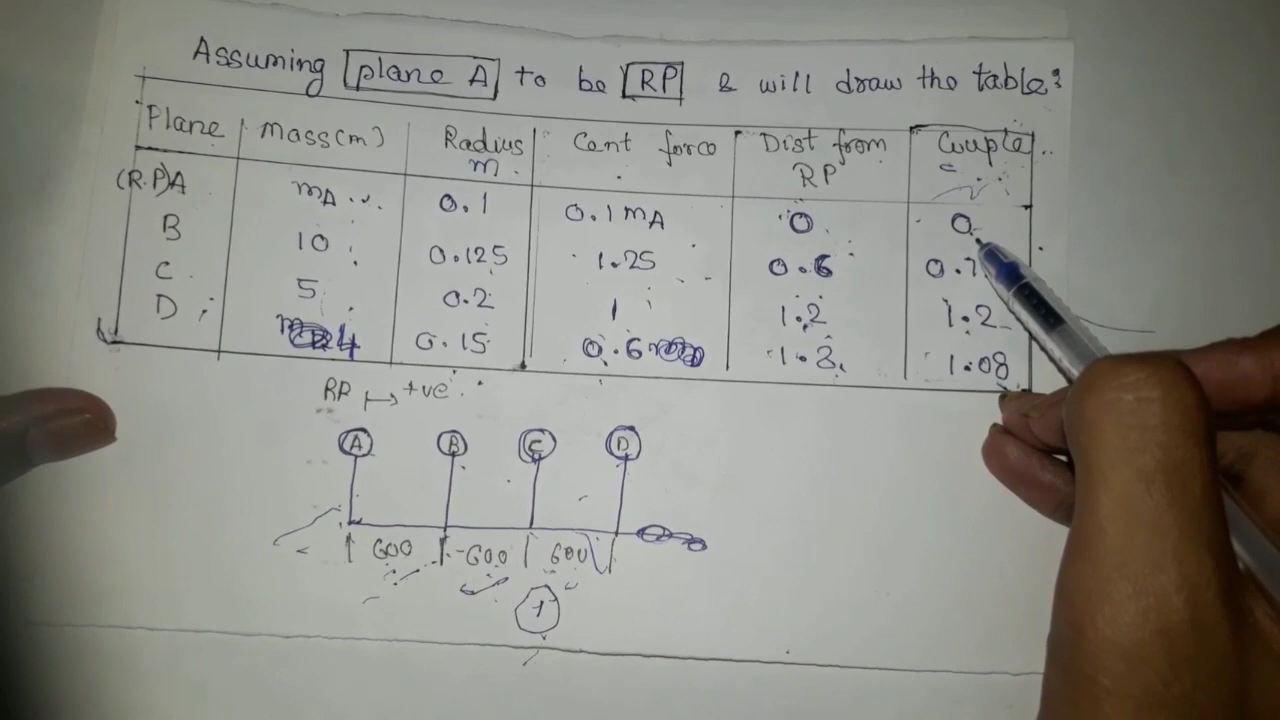 Assuming plane A to be RP & will draw the table:
Plane Mass(m) Radius m. Cent force Dist from RP Couple
(R.P)A mA 0.1 0.1 mA 0 0
B 10 0.125 1.25 0.6
C 5 0.2 1 1.2 1.2
D 4 0.15 0.6 1.8 1.08
RP → +ve
A B C D
600 600 600
1